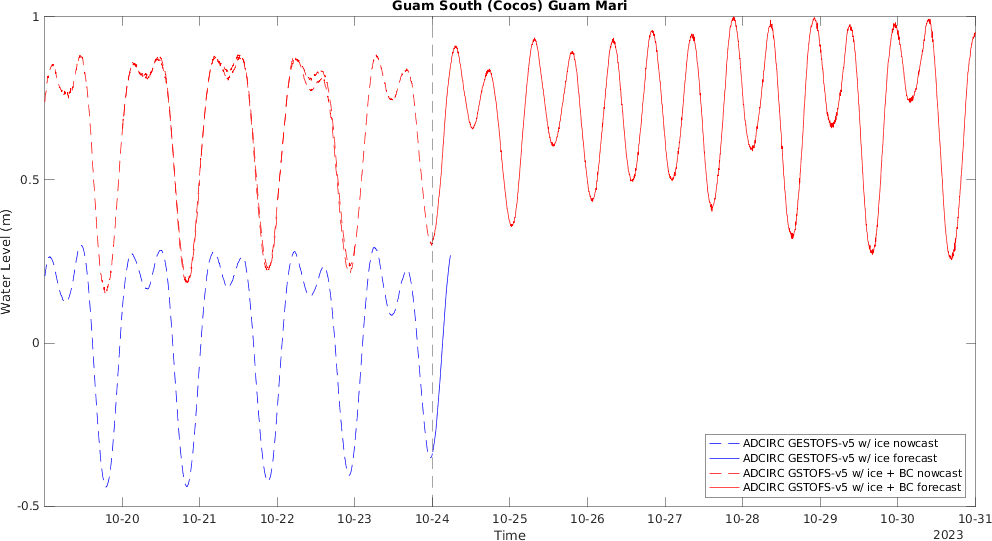 Guam South (Cocos) Guam Mari
Water Level (m)
1
0.5
0
-0.5
10-20 10-21 10-22 10-23 10-24 10-25 10-26 10-27 10-28 10-29 10-30 10-31
Time
2023
ADCIRC GESTOFS-v5 w/ ice nowcast
ADCIRC GESTOFS-v5 w/ ice forecast
ADCIRC GSTOFS-v5 w/ ice + BC nowcast
ADCIRC GSTOFS-v5 w/ ice + BC forecast